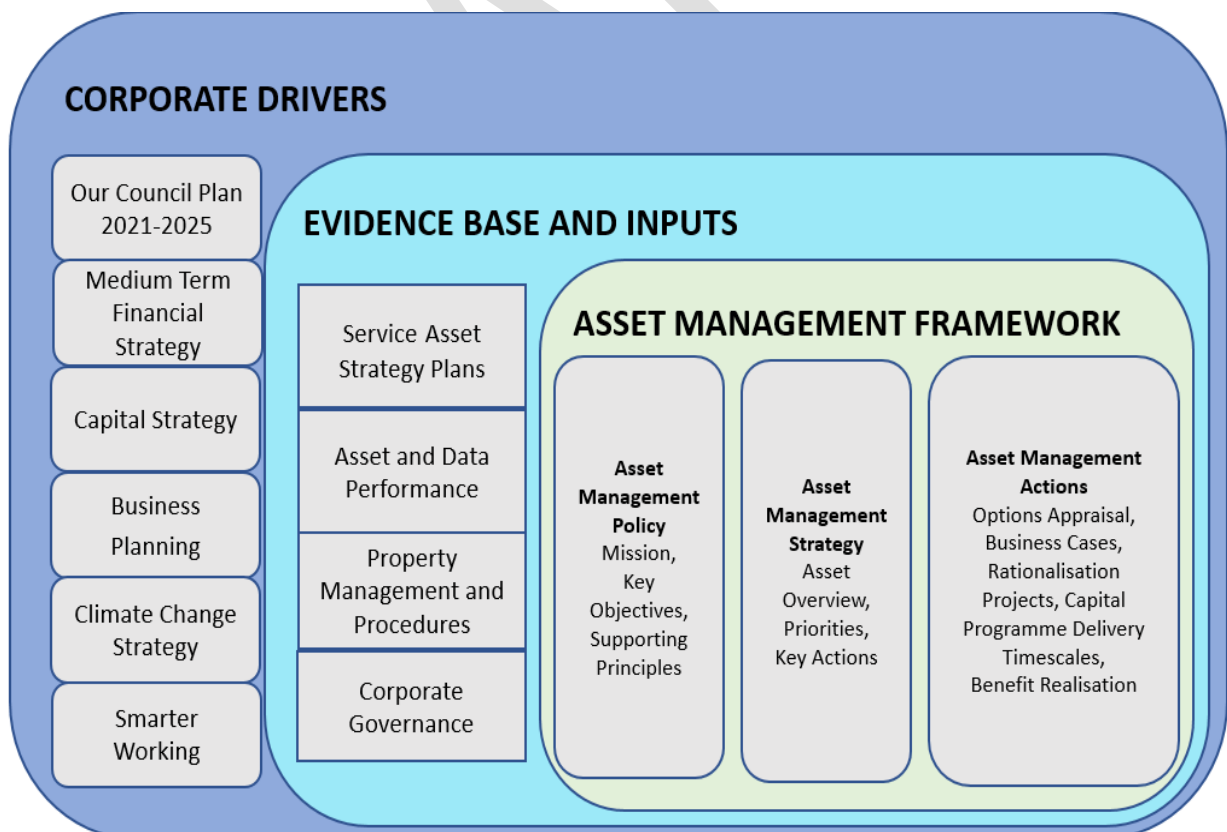 CORPORATE DRIVERS
Our Council Plan
2021-2025
Medium Term
Financial
Strategy
Capital Strategy
Business
Planning
Climate Change
Strategy
Smarter
Working
EVIDENCE BASE AND INPUTS
Service Asset
Strategy Plans
Asset and Data
Performance
Property
Management and
Procedures
Corporate
Governance
ASSET MANAGEMENT FRAMEWORK
Asset
Management
Policy
Mission,
Key
Objectives,
Supporting
Principles
Asset
Management
Strategy
Asset
Overview,
Priorities,
Key Actions
Asset Management
Actions
Options Appraisal,
Business Cases,
Rationalisation
Projects, Capital
Programme Delivery
Timescales,
Benefit Realisation